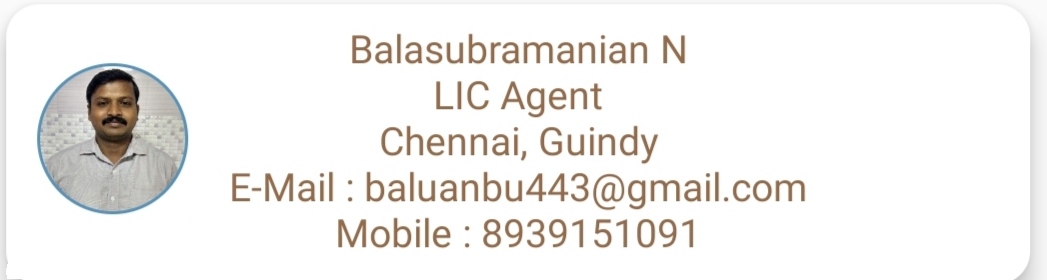 Balasubramanian N
LIC Agent
Chennai, Guindy
E-Mail : baluanbu443@gmail.com
Mobile : 8939151091